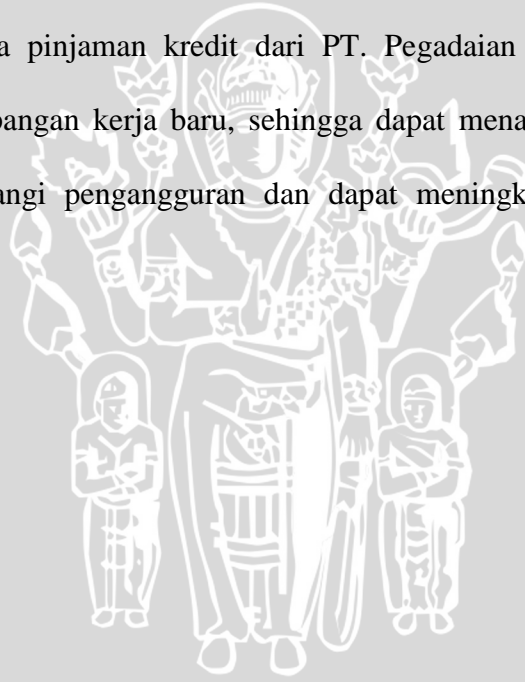 pinjaman kredit dari PT. Pegadaian
kerja baru, sehingga dapat
pengangguran dan dapat